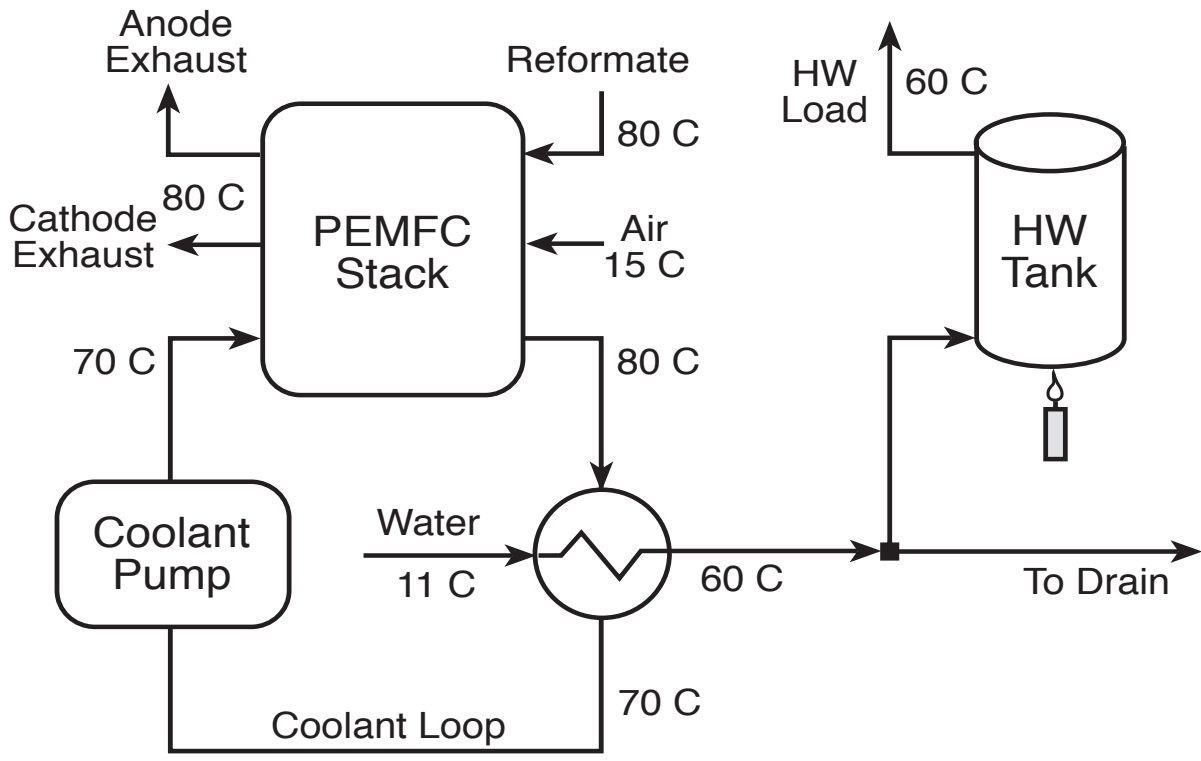 Anode
Exhaust
Reformate
80 C
HW
Load
60 C
80 C
Cathode
Exhaust
PEMFC
Stack
Air
15 C
HW
Tank
70 C
80 C
Coolant
Pump
Water
11 C
60 C
To Drain
70 C
Coolant Loop